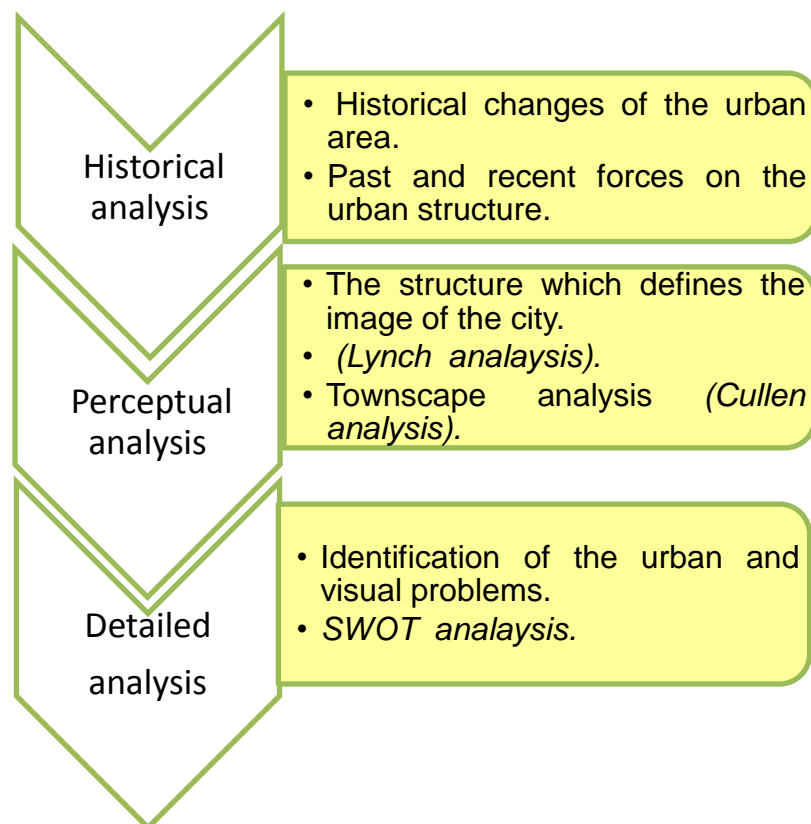 Historical
analysis
• Historical changes of the urban
area.
• Past and recent forces on the
urban structure.
Perceptual
analysis
• The structure which defines the
image of the city.
• (Lynch analaysis).
• Townscape analysis (Cullen
analysis).
Detailed
analysis
• Identification of the urban and
visual problems.
• SWOT analaysis.